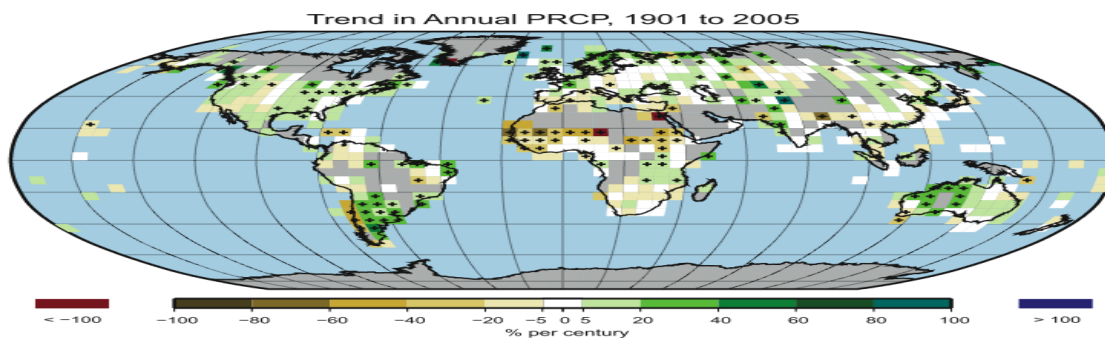 Trend in Annual PRCP, 1901 to 2005
< −100 −100 −80 −60 −40 −20 −5 0 5 20 40 60 80 100 > 100
% per century